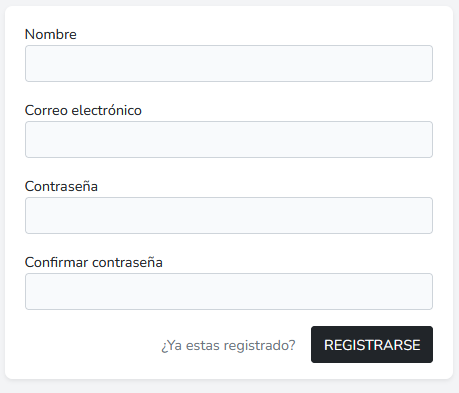 Nombre
Correo electrónico
Contraseña
Confirmar contraseña
¿Ya estas registrado? REGISTRARSE